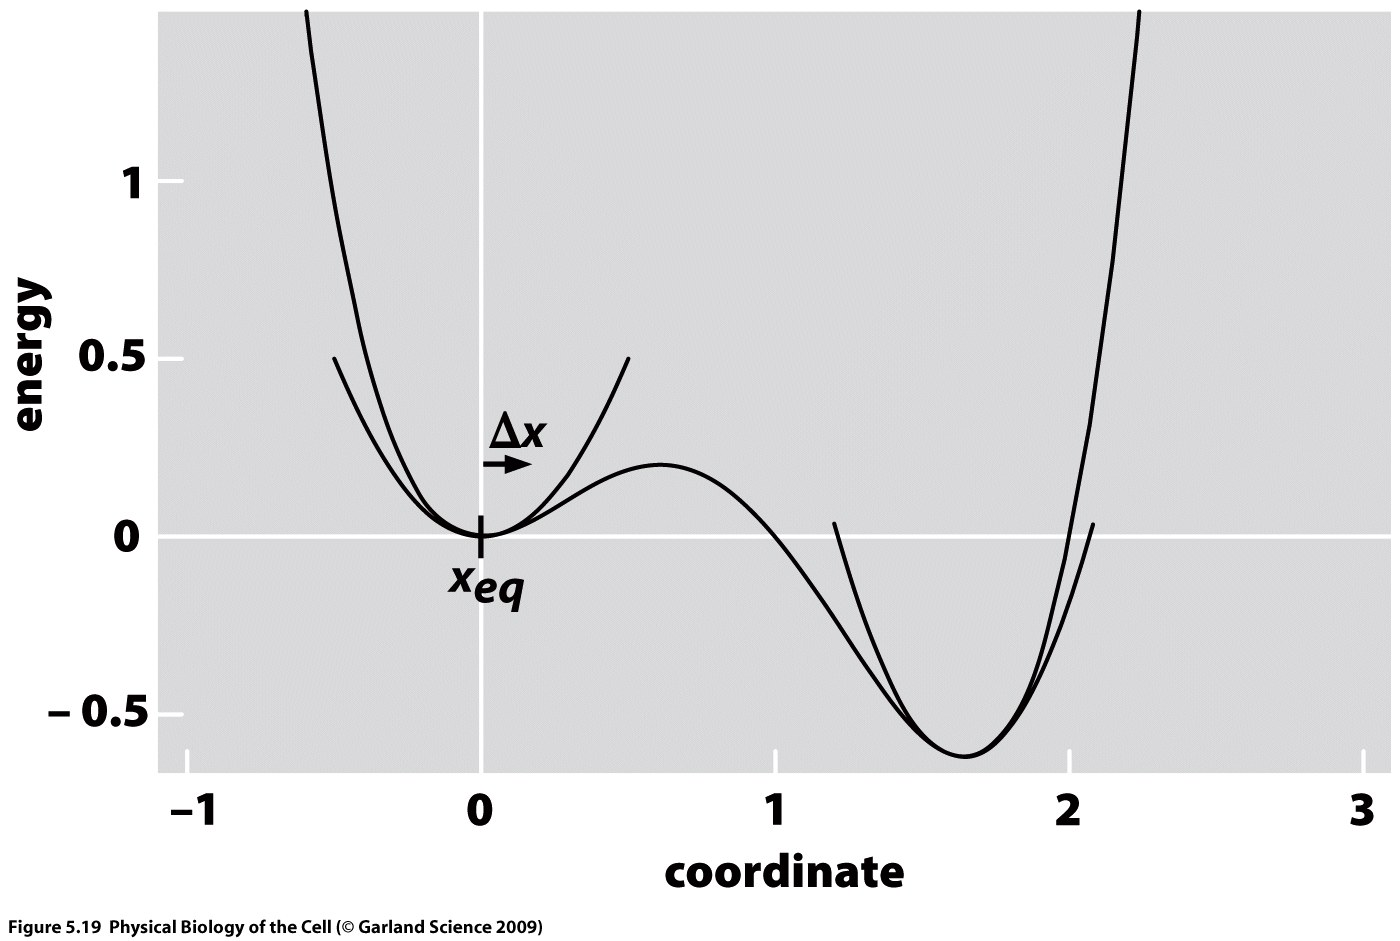 1
0.5
energy
Δx
0
xeq
– 0.5
–1
0
1
2
3
coordinate
Figure 5.19 Physical Biology of the Cell (© Garland Science 2009)